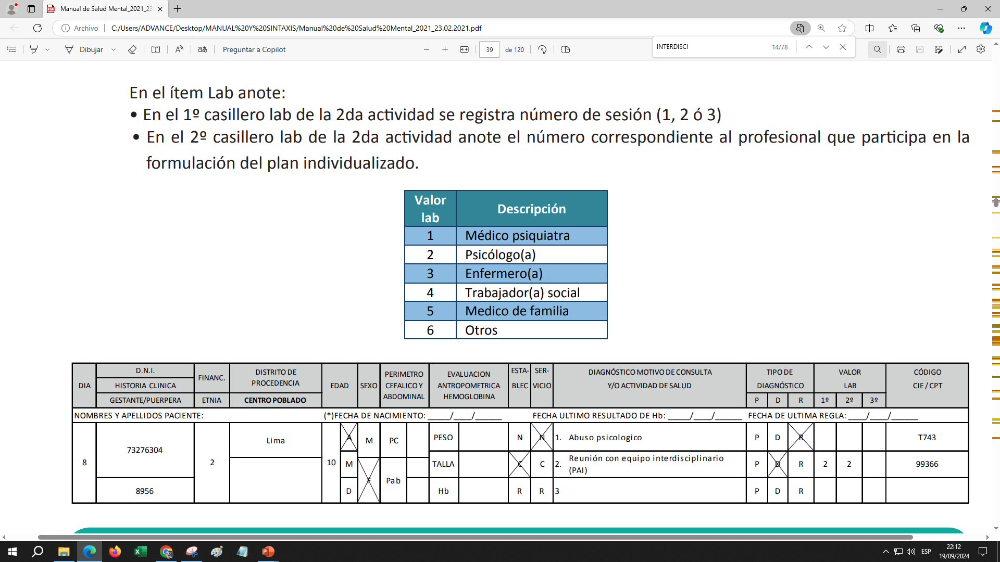 Manual de Salud Mental_2021_23
Archivo
C:/Users/ADVANCE/Desktop/MANUAL%20Y%20SINTAXIS/Manual%20de%20Salud%20Mental_2021_23.02.2021.pdf
Dibujar
Preguntar a Copilot
39 de 120
INTERDISCI
14/78
En el ítem Lab anote:
• En el 1º casillero lab de la 2da actividad se registra número de sesión (1, 2 ó 3)
• En el 2º casillero lab de la 2da actividad anote el número correspondiente al profesional que participa en la
formulación del plan individualizado.
Valor lab Descripción
1 Médico psiquiatra
2 Psicólogo(a)
3 Enfermero(a)
4 Trabajador(a) social
5 Medico de familia
6 Otros
DIA
D.N.I.
HISTORIA CLINICA
GESTANTE/PUERPERA
FINANC.
ETNIA
DISTRITO DE
PROCEDENCIA
CENTRO POBLADO
EDAD
SEXO
PERIMETRO
CEFALICO Y
ABDOMINAL
EVALUACION
ANTROPOMETRICA
HEMOGLOBINA
ESTA-
BLEC
SER-
VICIO
DIAGNÓSTICO MOTIVO DE CONSULTA
Y/O ACTIVIDAD DE SALUD
TIPO DE
DIAGNÓSTICO
P D R
VALOR
LAB
1º 2º 3º
CÓDIGO
CIE / CPT
NOMBRES Y APELLIDOS PACIENTE: (*)FECHA DE NACIMIENTO: _____/____/______ FECHA ULTIMO RESULTADO DE Hb: _____/____/______ FECHA DE ULTIMA REGLA: ____/____/______
8
73276304
8956
2
Lima
10
A
M
D
M
F
PC
Pab
PESO N N 1. Abuso psicologico P D R T743
TALLA C C 2. Reunión con equipo interdisciplinario
(PAI) P D R 2 2 99366
Hb R R 3 P D R
ESP
22:12
19/09/2024